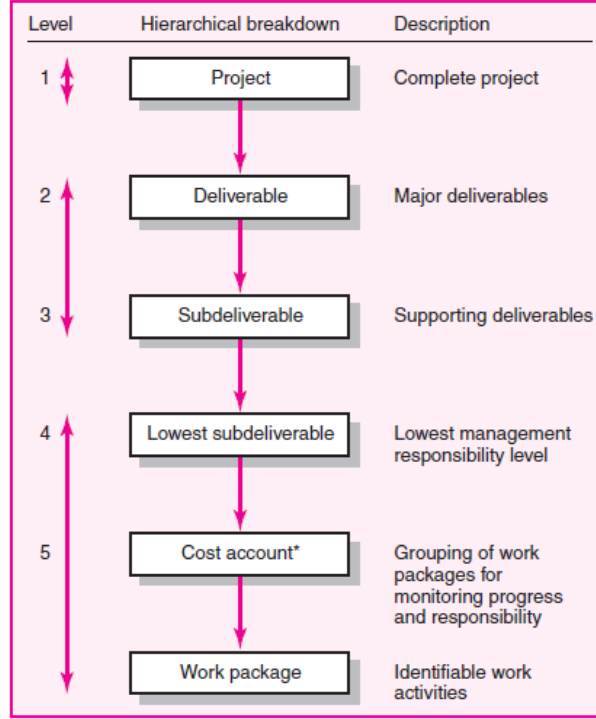 Level Hierarchical breakdown Description
1 Project Complete project
2 Deliverable Major deliverables
3 Subdeliverable Supporting deliverables
4 Lowest subdeliverable Lowest management
responsibility level
5 Cost account* Grouping of work
packages for
monitoring progress
and responsibility
Work package Identifiable work
activities